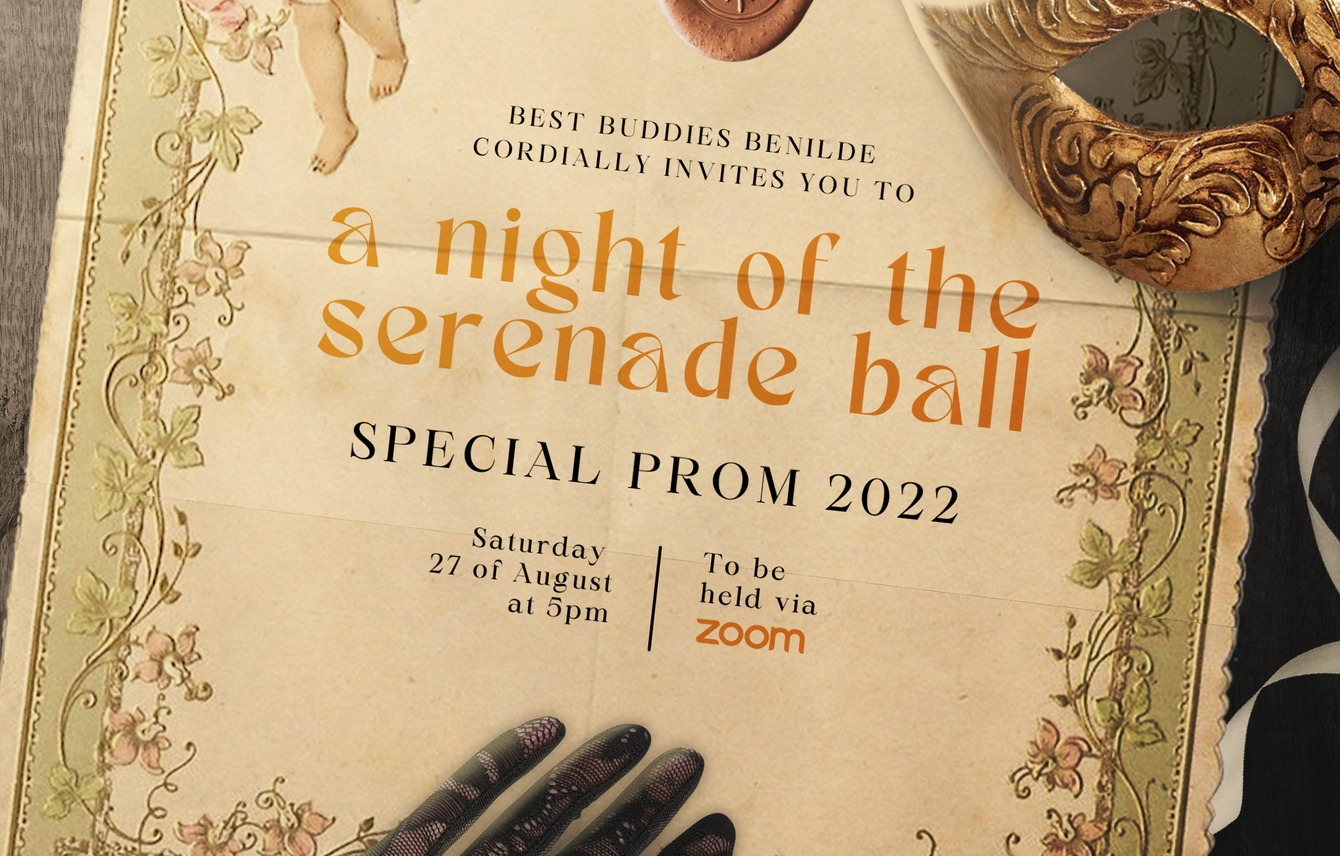 BEST BUDDIES BENILDE
CORDIALLY INVITES YOU TO
a night of the
serenade ball
SPECIAL PROM 2022
Saturday
27 of August
at 5pm
To be
held via
zoom